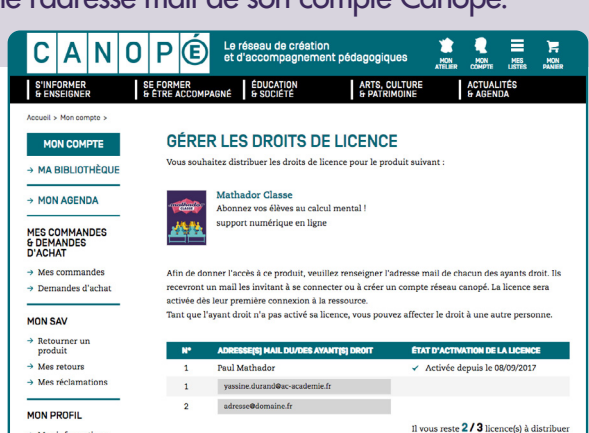 le l'adresse mail de son compte Canopé.
CANOPÉ
Le réseau de création
et d'accompagnement pédagogiques
MON
ATELIER
MON
COMPTE
MES
LISTES
MON
PANIER
S'INFORMER
& ENSEIGNER
SE FORMER
& ÊTRE ACCOMPAGNÉ
ÉDUCATION
& SOCIÉTÉ
ARTS, CULTURE
& PATRIMOINE
ACTUALITÉS
& AGENDA
Accueil > Mon compte >
MON COMPTE
→ MA BIBLIOTHÈQUE
→ MON AGENDA
MES COMMANDES
& DEMANDES
D'ACHAT
→ Mes commandes
→ Demandes d'achat
MON SAV
→ Retourner un
produit
→ Mes retours
→ Mes réclamations
MON PROFIL
GÉRER LES DROITS DE LICENCE
Vous souhaitez distribuer les droits de licence pour le produit suivant :
Mathador Classe
Abonnez vos élèves au calcul mental !
support numérique en ligne
Afin de donner l'accès à ce produit, veuillez renseigner l'adresse mail de chacun des ayants droit. Ils
recevront un mail les invitant à se connecter ou à créer un compte réseau canopé. La licence sera
activée dès leur première connexion à la ressource.
Tant que l'ayant droit n'a pas activé sa licence, vous pouvez affecter le droit à une autre personne.
N° ADRESSE(S) MAIL DU/DES AYANT(S) DROIT ÉTAT D'ACTIVATION DE LA LICENCE
1 Paul Mathador ✓ Activée depuis le 08/09/2017
1 yassine.durand@ac-academie.fr
2 adresse@domaine.fr
Il vous reste 2 / 3 licence(s) à distribuer